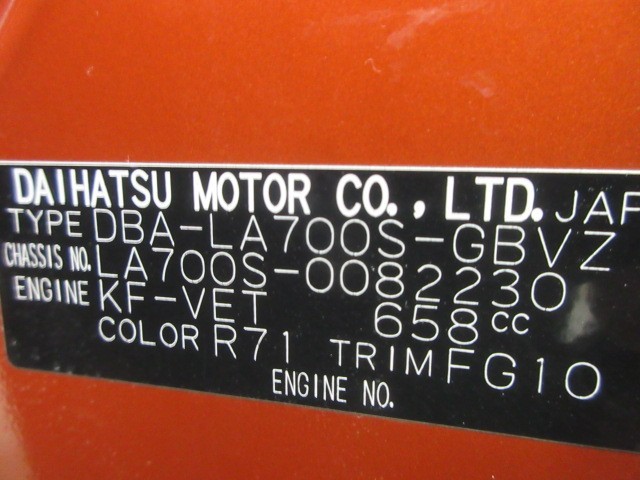 DAIHATSU MOTOR CO., LTD. JAP
TYPE DBA-LA700S-GBVZ
CHASSIS NO. LA700S-0082230
ENGINE KF-VET 658cc
COLOR R71 TRIM FG10
ENGINE NO.